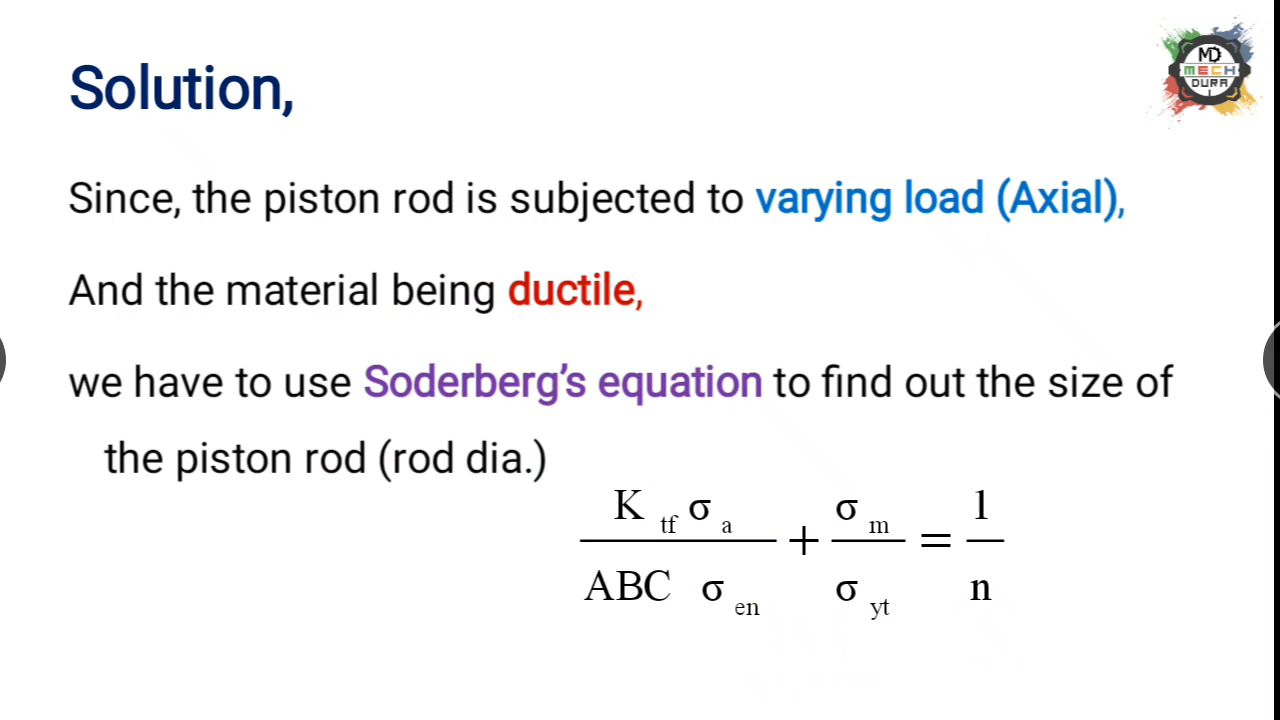 MD
MECH
DURA
Solution,
Since, the piston rod is subjected to varying load (Axial),
And the material being ductile,
we have to use Soderberg’s equation to find out the size of
the piston rod (rod dia.)
K tf σ a / ABC σ en + σ m / σ yt = 1 / n